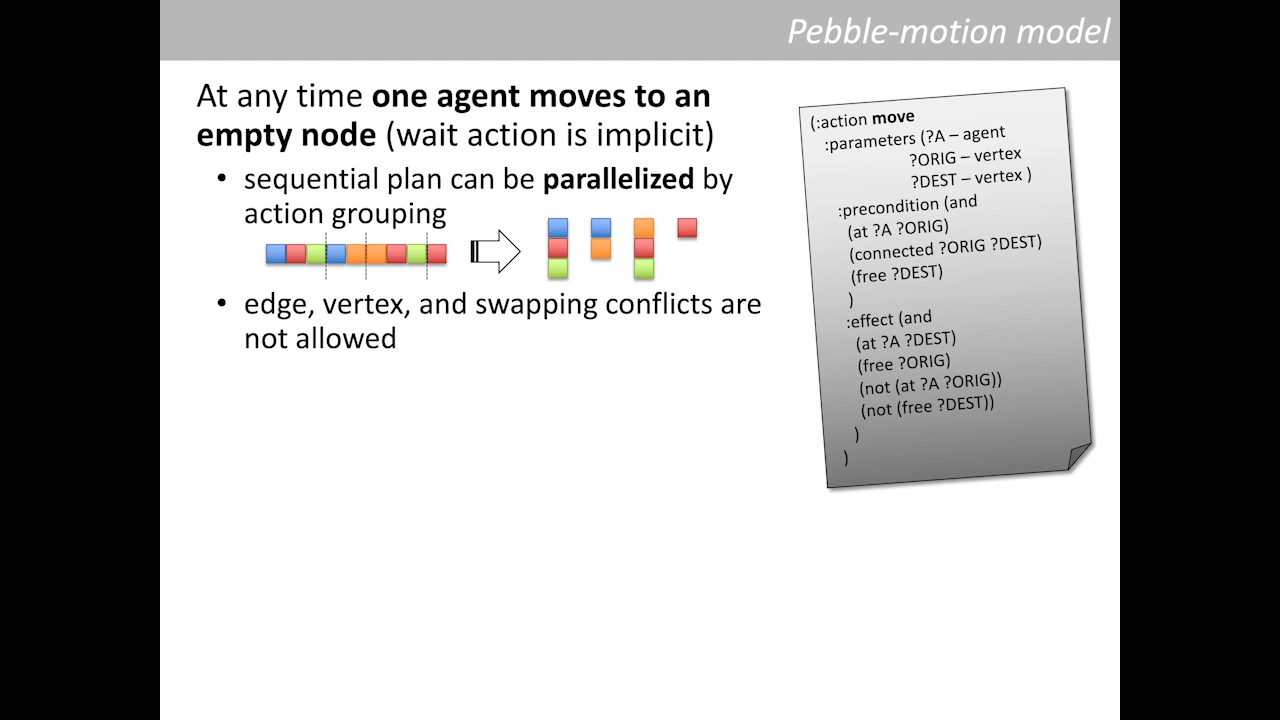 Pebble-motion model
At any time one agent moves to an
empty node (wait action is implicit)
• sequential plan can be parallelized by
action grouping
• edge, vertex, and swapping conflicts are
not allowed
(:action move
:parameters (?A – agent
?ORIG – vertex
?DEST – vertex )
:precondition (and
(at ?A ?ORIG)
(connected ?ORIG ?DEST)
(free ?DEST)
)
:effect (and
(at ?A ?DEST)
(free ?ORIG)
(not (at ?A ?ORIG))
(not (free ?DEST))
)
)